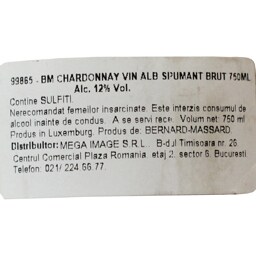 99865 . BM CHARDONNAY VIN ALB SPUMANT BRUT 750ML
Alc. 12% Vol.
Contine SULFITI.
Nerecomandat femeilor insarcinate. Este interzis consumul de
alcool inainte de condus. A se servi rece. Volum net: 750 ml
Produs in Luxemburg. Produs de: BERNARD-MASSARD.
Distribuitor: MEGA IMAGE S.R.L., B-dul Timisoara nr. 26
Centrul Comercial Plaza Romania, etaj 2, sector 6, Bucuresti.
Telefon: 021/ 224.66.77.